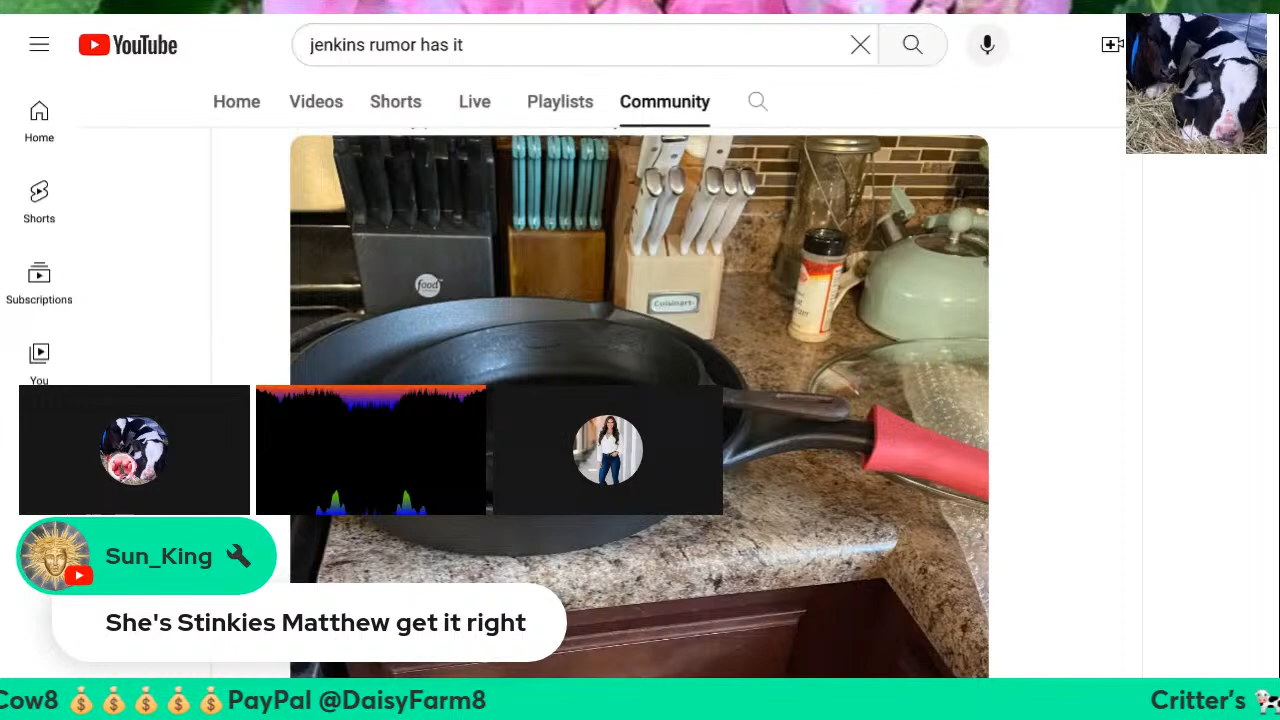 YouTube
jenkins rumor has it
Home
Videos
Shorts
Live
Playlists
Community
Home
Shorts
Subscriptions
You
food
Cuisinart
Sun_King
She's Stinkies Matthew get it right
Cow8 💰💰💰💰💰PayPal @DaisyFarm8
Critter's 🐄